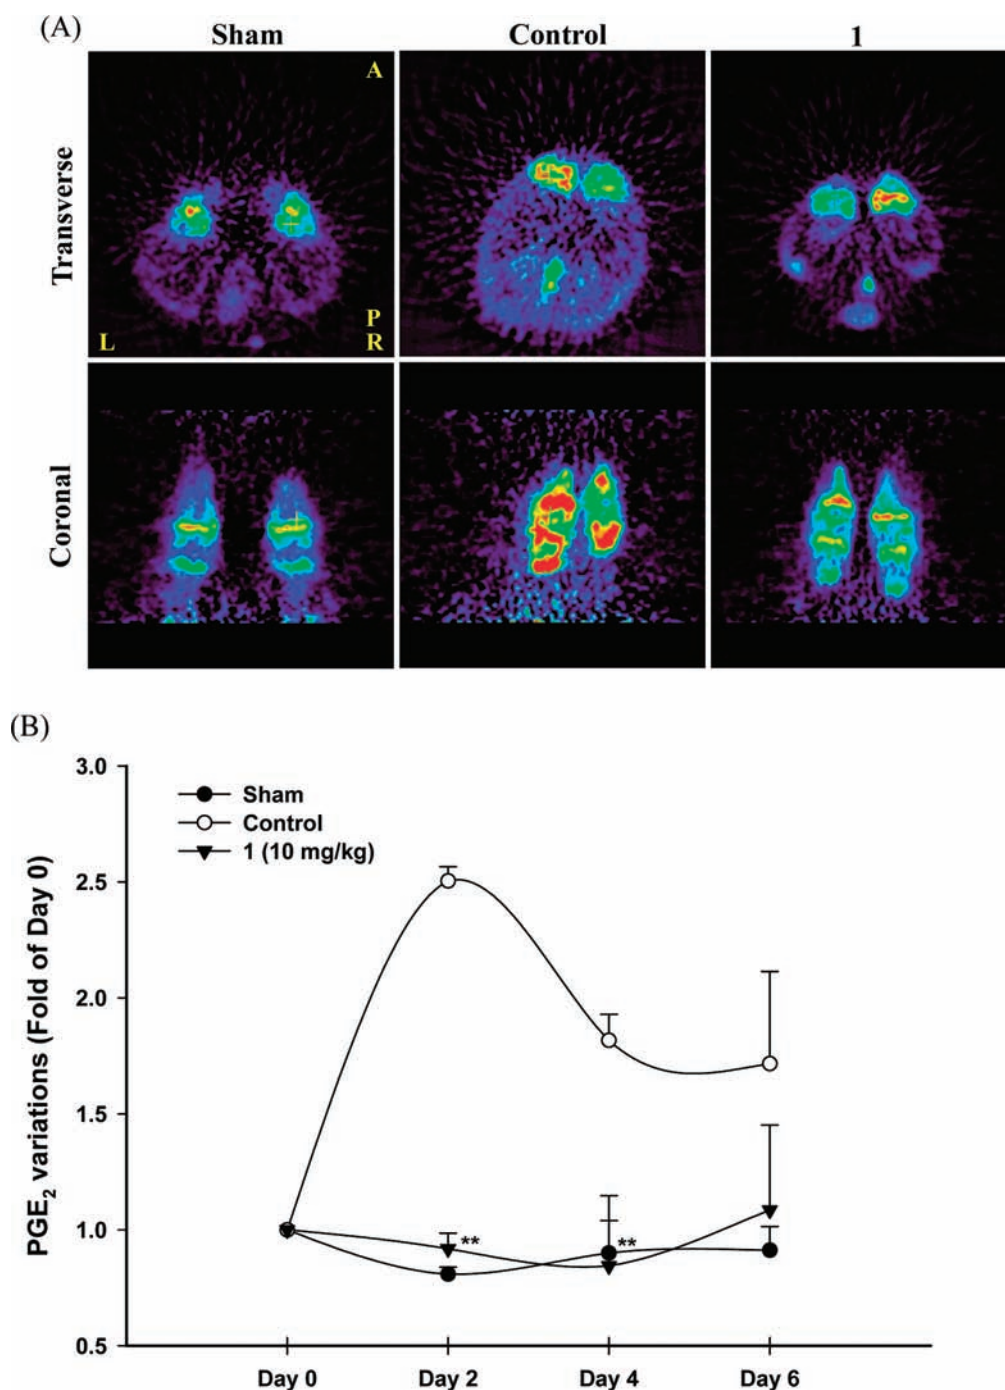 (A)
Sham Control 1
Transverse
A
P
L R
Coronal
(B)
PGE₂ variations (Fold of Day 0)
3.0
Sham
Control
1 (10 mg/kg)
2.5
2.0
1.5
1.0
** **
0.5
Day 0 Day 2 Day 4 Day 6